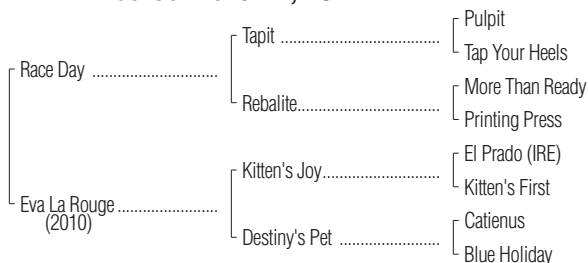 Pulpit
Tapit ........................................
Tap Your Heels
Race Day ................................
More Than Ready
Rebalite....................................
Printing Press
El Prado (IRE)
Kitten's Joy..............................
Kitten's First
Eva La Rouge .........................
(2010)
Catienus
Destiny's Pet .........................
Blue Holiday